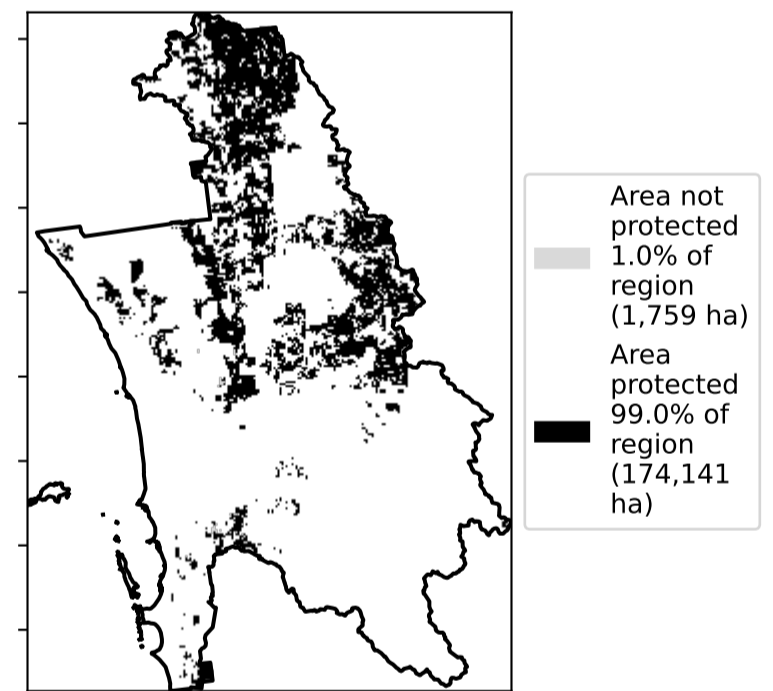 Area not
protected
1.0% of
region
(1,759 ha)
Area
protected
99.0% of
region
(174,141
ha)